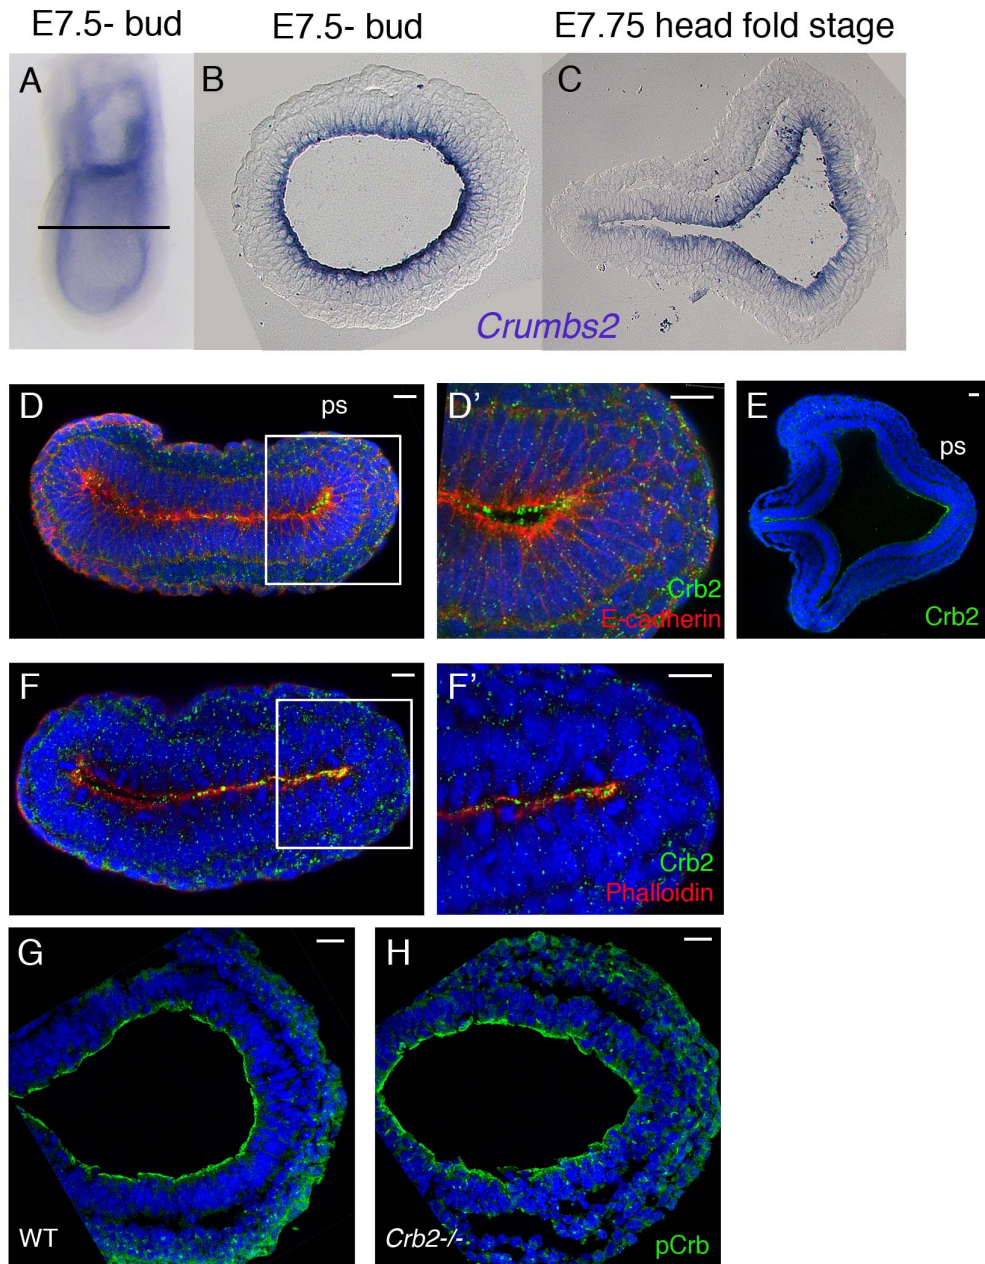 E7.5- bud
E7.5- bud
E7.75 head fold stage
A
B
C
Crumbs2
D
ps
D'
Crb2
E-cadherin
E
ps
Crb2
F
F'
Crb2
Phalloidin
G
WT
H
Crb2-/-
pCrb